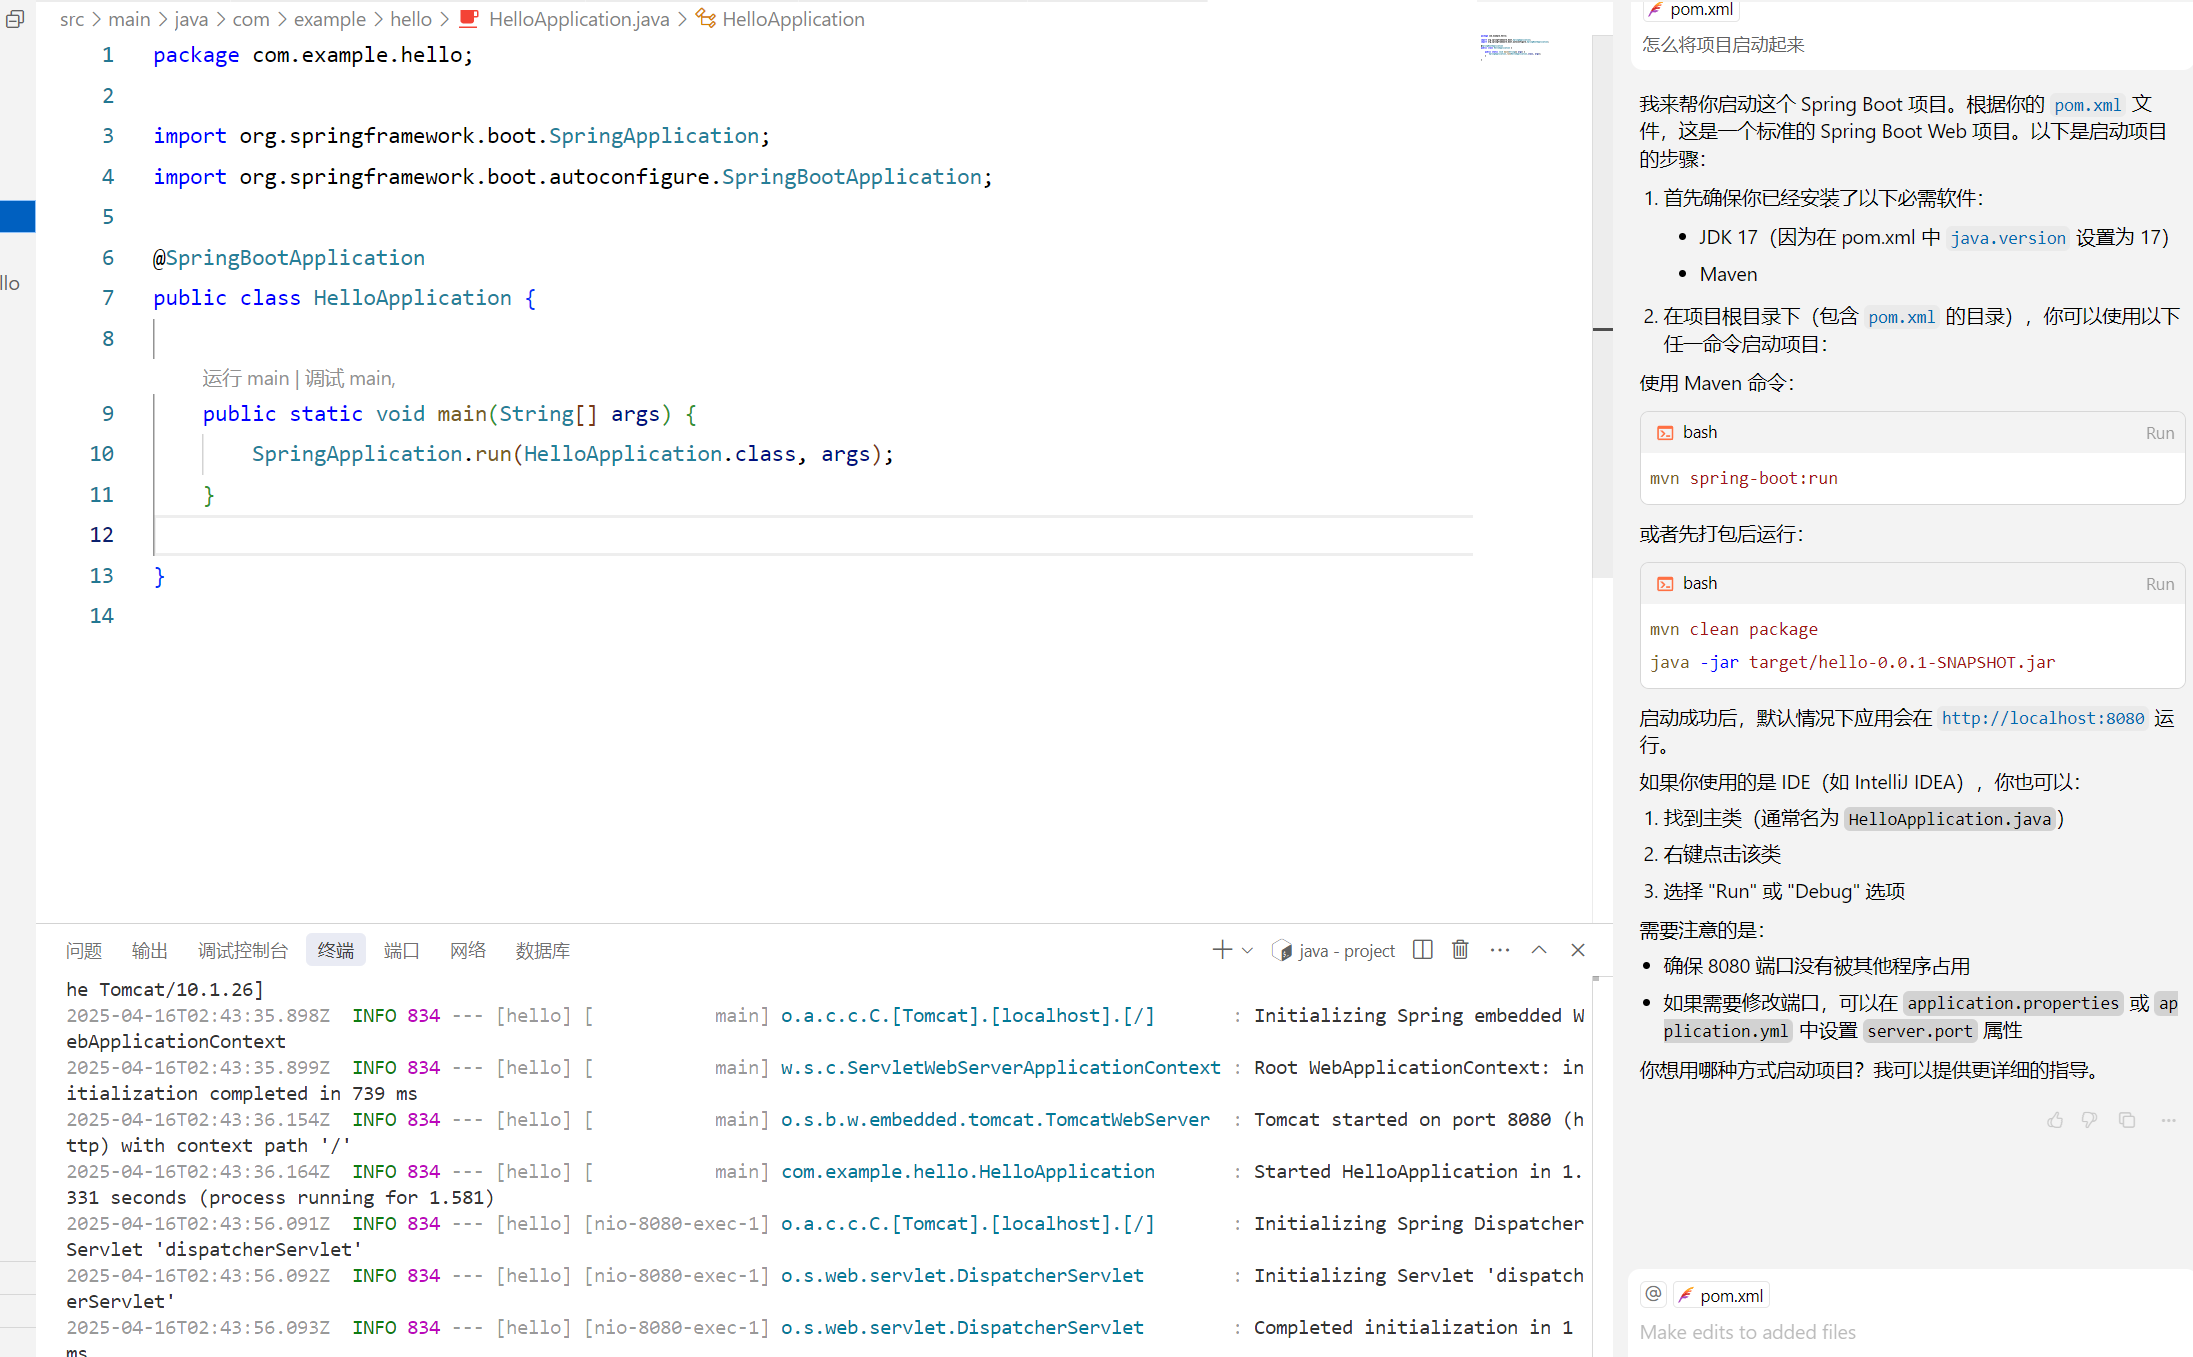 src > main > java > com > example > hello > HelloApplication.java > HelloApplication
llo
1 package com.example.hello;
2
3 import org.springframework.boot.SpringApplication;
4 import org.springframework.boot.autoconfigure.SpringBootApplication;
5
6 @SpringBootApplication
7 public class HelloApplication {
8
运行 main | 调试 main,
9 public static void main(String[] args) {
10 SpringApplication.run(HelloApplication.class, args);
11 }
12
13 }
14
问题 输出 调试控制台 终端 端口 网络 数据库
java - project
he Tomcat/10.1.26]
2025-04-16T02:43:35.898Z  INFO 834 --- [hello] [           main] o.a.c.c.C.[Tomcat].[localhost].[/]       : Initializing Spring embedded W
ebApplicationContext
2025-04-16T02:43:35.899Z  INFO 834 --- [hello] [           main] w.s.c.ServletWebServerApplicationContext : Root WebApplicationContext: in
itialization completed in 739 ms
2025-04-16T02:43:36.154Z  INFO 834 --- [hello] [           main] o.s.b.w.embedded.tomcat.TomcatWebServer  : Tomcat started on port 8080 (h
ttp) with context path '/'
2025-04-16T02:43:36.164Z  INFO 834 --- [hello] [           main] com.example.hello.HelloApplication       : Started HelloApplication in 1.
331 seconds (process running for 1.581)
2025-04-16T02:43:56.091Z  INFO 834 --- [hello] [nio-8080-exec-1] o.a.c.c.C.[Tomcat].[localhost].[/]       : Initializing Spring Dispatcher
Servlet 'dispatcherServlet'
2025-04-16T02:43:56.092Z  INFO 834 --- [hello] [nio-8080-exec-1] o.s.web.servlet.DispatcherServlet        : Initializing Servlet 'dispatch
erServlet'
2025-04-16T02:43:56.093Z  INFO 834 --- [hello] [nio-8080-exec-1] o.s.web.servlet.DispatcherServlet        : Completed initialization in 1
ms
pom.xml
怎么将项目启动起来
我来帮你启动这个 Spring Boot 项目。根据你的 pom.xml 文
件，这是一个标准的 Spring Boot Web 项目。以下是启动项目
的步骤：
1. 首先确保你已经安装了以下必需软件：
• JDK 17（因为在 pom.xml 中 java.version 设置为 17）
• Maven
2. 在项目根目录下（包含 pom.xml 的目录），你可以使用以下
任一命令启动项目：
使用 Maven 命令：
bash Run
mvn spring-boot:run
或者先打包后运行：
bash Run
mvn clean package
java -jar target/hello-0.0.1-SNAPSHOT.jar
启动成功后，默认情况下应用会在 http://localhost:8080 运
行。
如果你使用的是 IDE（如 IntelliJ IDEA），你也可以：
1. 找到主类（通常名为 HelloApplication.java）
2. 右键点击该类
3. 选择 "Run" 或 "Debug" 选项
需要注意的是：
• 确保 8080 端口没有被其他程序占用
• 如果需要修改端口，可以在 application.properties 或 ap
plication.yml 中设置 server.port 属性
你想用哪种方式启动项目？我可以提供更详细的指导。
@ pom.xml
Make edits to added files